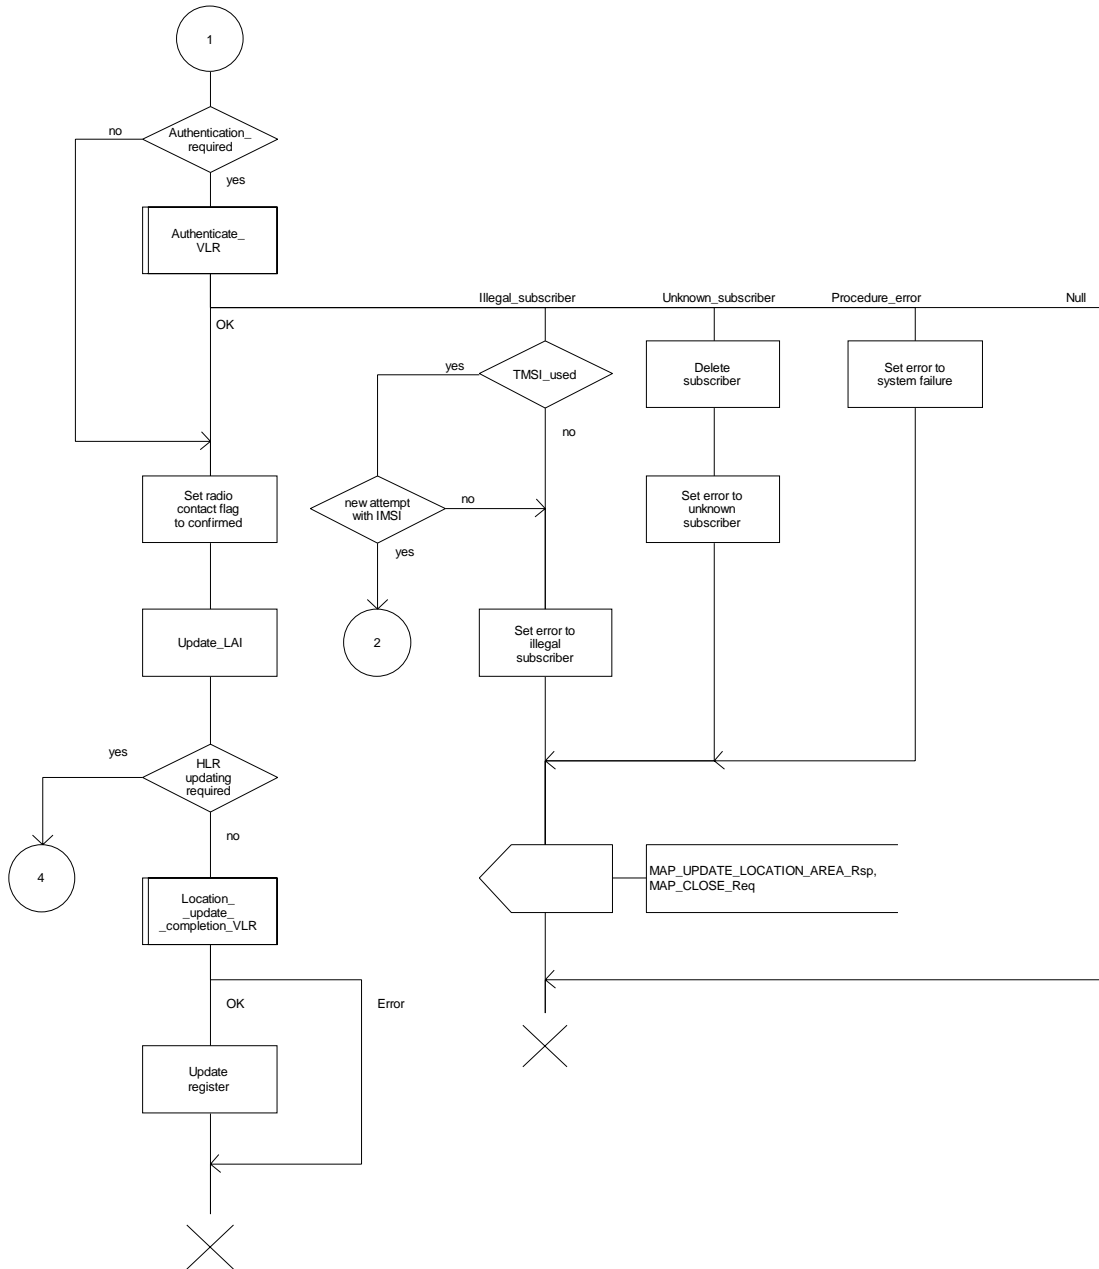 1
no
Authentication_
required
yes
Authenticate_
VLR
Illegal_subscriber
Unknown_subscriber
Procedure_error
Null
OK
yes
TMSI_used
Delete
subscriber
Set error to
system failure
no
Set radio
contact flag
to confirmed
new attempt
with IMSI
no
Set error to
unknown
subscriber
yes
Update_LAI
2
Set error to
illegal
subscriber
yes
HLR
updating
required
no
4
Location_
_update_
_completion_VLR
MAP_UPDATE_LOCATION_AREA_Rsp,
MAP_CLOSE_Req
OK
Error
Update
register